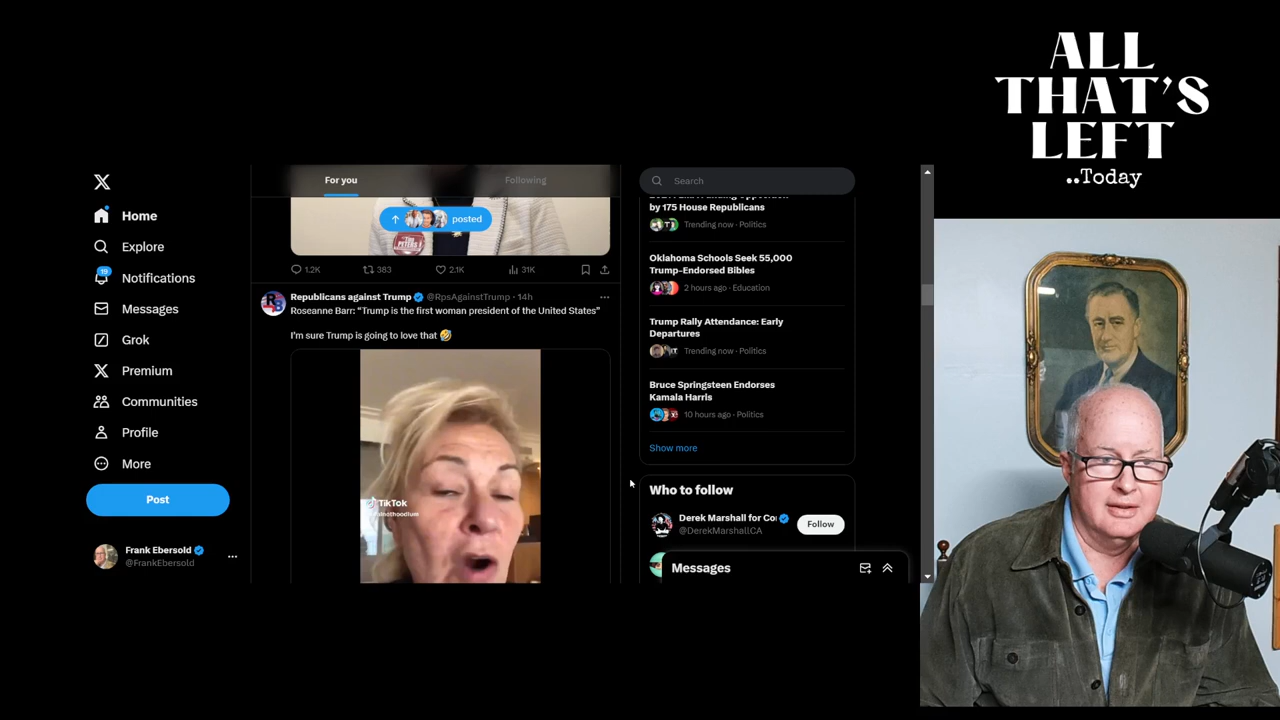 ALL
THAT'S
LEFT
..Today
For you
Following
Search
posted
by 175 House Republicans
Trending now · Politics
Home
Explore
1.2K
383
2.1K
31K
Oklahoma Schools Seek 55,000
Trump-Endorsed Bibles
2 hours ago · Education
19
Notifications
Republicans against Trump @RpsAgainstTrump · 14h
Roseanne Barr: “Trump is the first woman president of the United States”
I'm sure Trump is going to love that
Messages
Trump Rally Attendance: Early
Departures
Trending now · Politics
Grok
Premium
Bruce Springsteen Endorses
Kamala Harris
10 hours ago · Politics
Communities
Profile
Show more
More
Who to follow
Post
TikTok
Derek Marshall for Co
@DerekMarshallCA
Follow
Frank Ebersold
@FrankEbersold
Messages